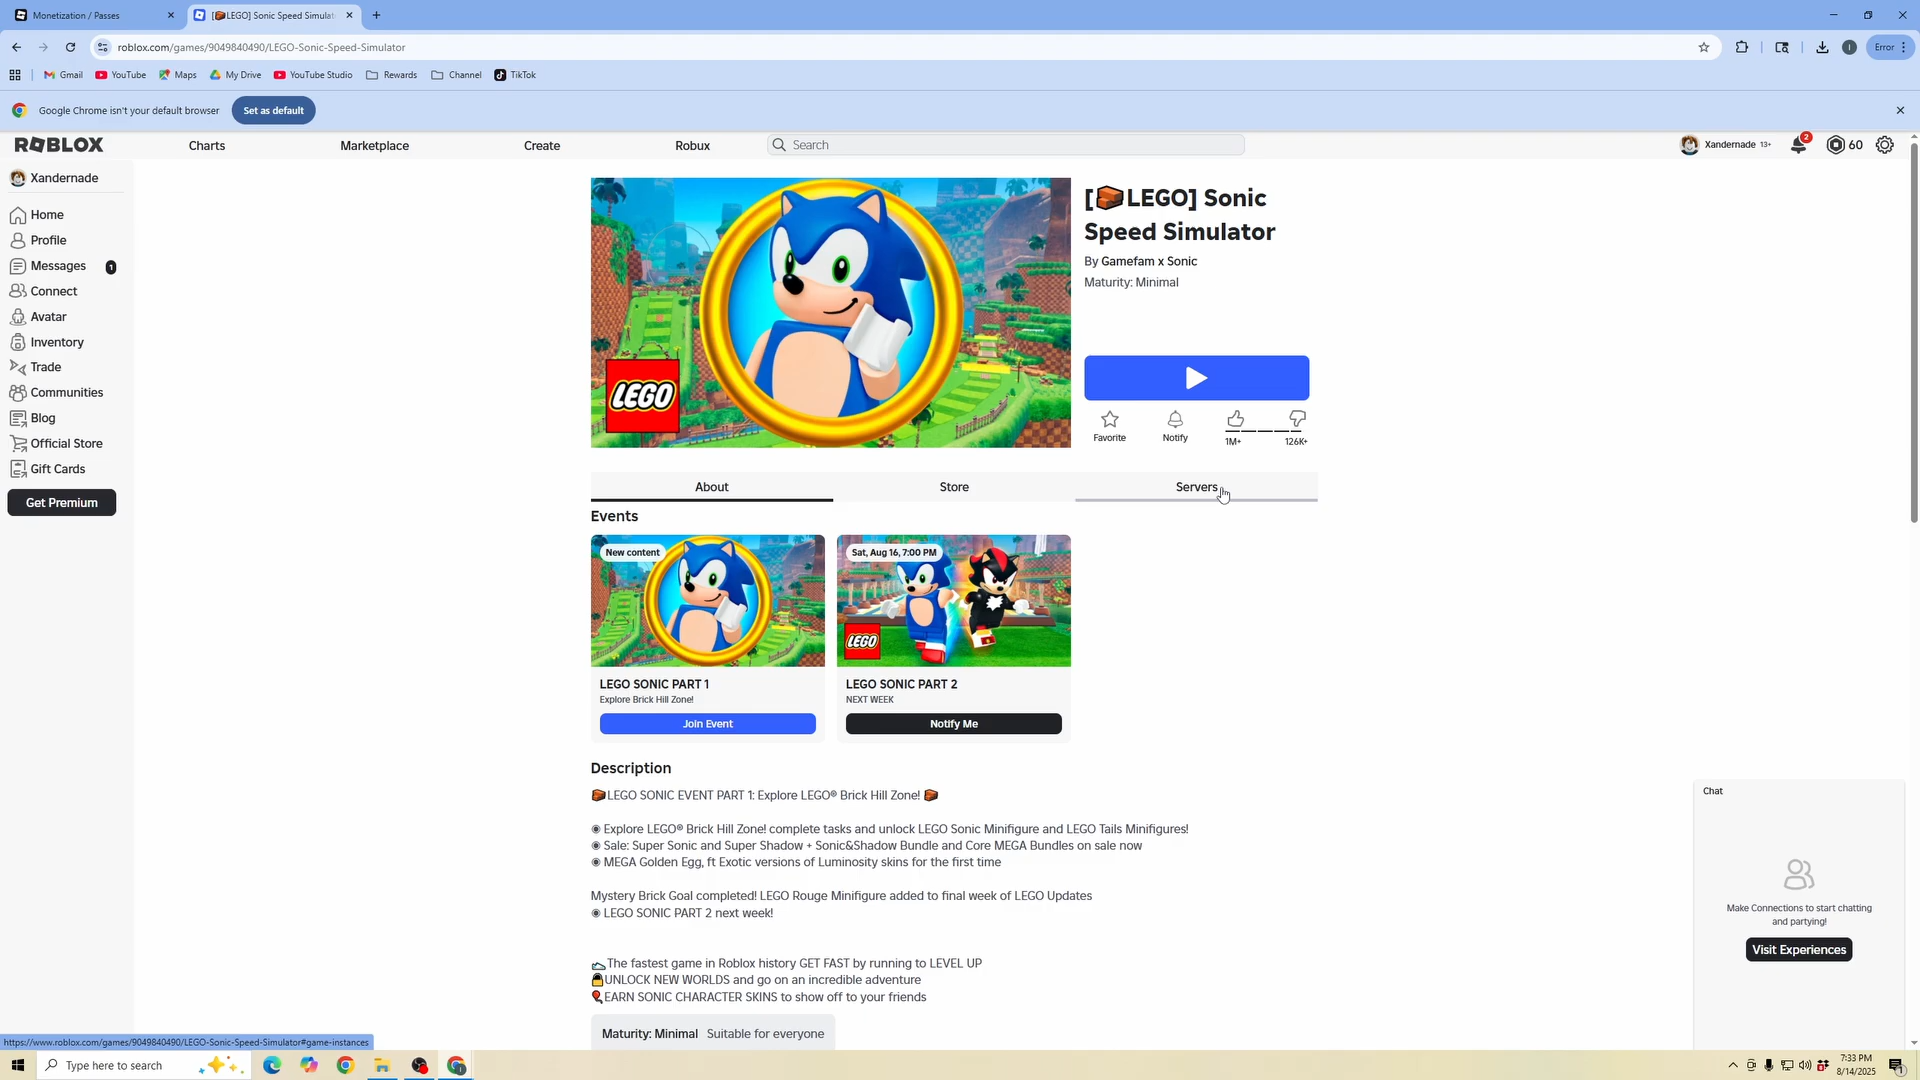 Monetization / Passes
[🧱LEGO] Sonic Speed Simulat
roblox.com/games/9049840490/LEGO-Sonic-Speed-Simulator
Error
Gmail YouTube Maps My Drive YouTube Studio Rewards Channel TikTok
Google Chrome isn't your default browser Set as default
ROBLOX Charts Marketplace Create Robux Search Xandernade 13+ 2 60
Xandernade
Home
Profile
Messages 1
Connect
Avatar
Inventory
Trade
Communities
Blog
Official Store
Gift Cards
Get Premium
LEGO
[🧱LEGO] Sonic
Speed Simulator
By Gamefam x Sonic
Maturity: Minimal
Favorite Notify 1M+ 126K+
About Store Servers
Events
New content
Sat, Aug 16, 7:00 PM
LEGO
LEGO SONIC PART 1
Explore Brick Hill Zone!
Join Event
LEGO SONIC PART 2
NEXT WEEK
Notify Me
Description
🧱LEGO SONIC EVENT PART 1: Explore LEGO® Brick Hill Zone! 🧱
◉ Explore LEGO® Brick Hill Zone! complete tasks and unlock LEGO Sonic Minifigure and LEGO Tails Minifigures!
◉ Sale: Super Sonic and Super Shadow + Sonic&Shadow Bundle and Core MEGA Bundles on sale now
◉ MEGA Golden Egg, ft Exotic versions of Luminosity skins for the first time
Mystery Brick Goal completed! LEGO Rouge Minifigure added to final week of LEGO Updates
◉ LEGO SONIC PART 2 next week!
👟The fastest game in Roblox history GET FAST by running to LEVEL UP
🔒UNLOCK NEW WORLDS and go on an incredible adventure
🎈EARN SONIC CHARACTER SKINS to show off to your friends
Maturity: Minimal Suitable for everyone
Chat
Make Connections to start chatting
and partying!
Visit Experiences
https://www.roblox.com/games/9049840490/LEGO-Sonic-Speed-Simulator#game-instances
Type here to search
7:33 PM
8/14/2025
1